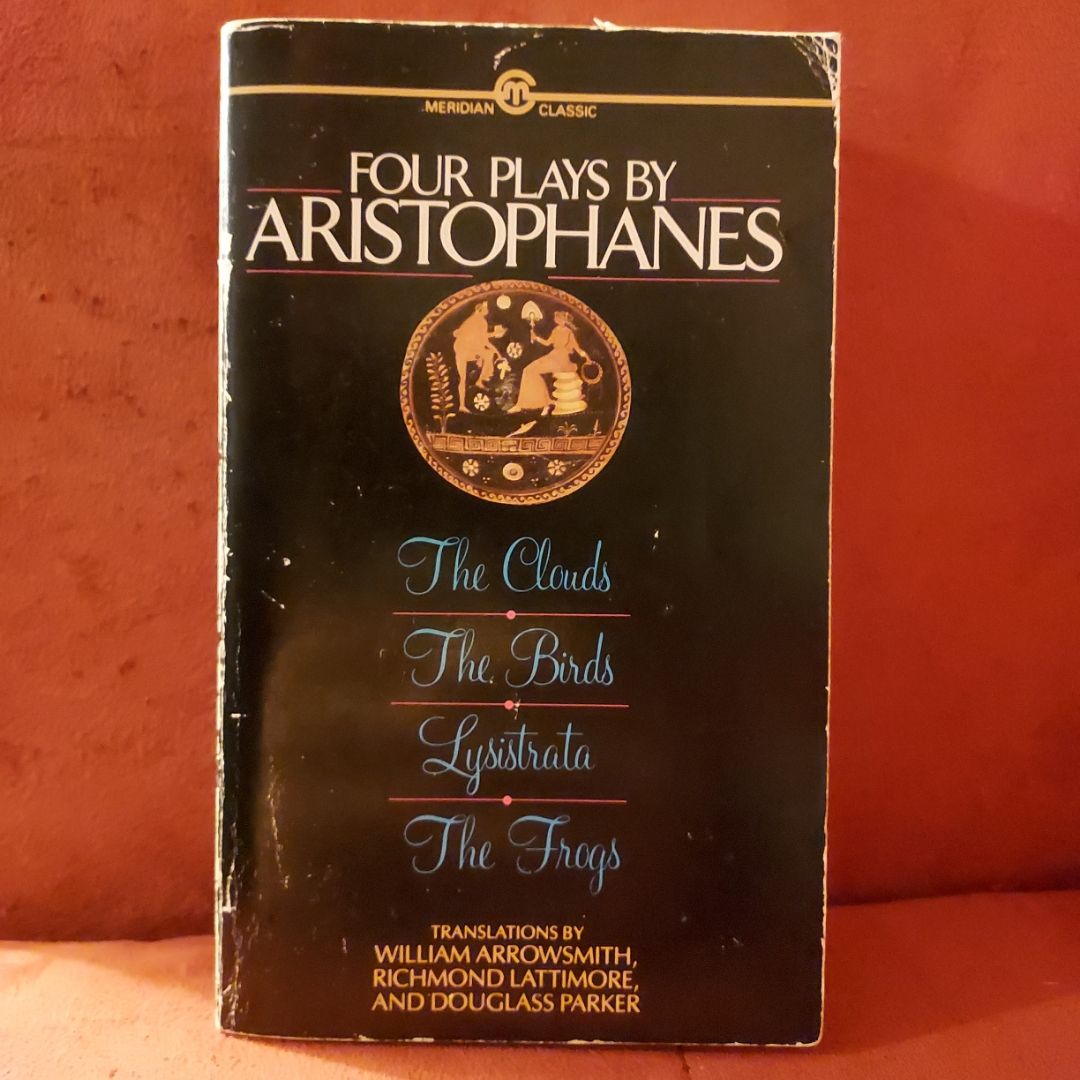 MERIDIAN M CLASSIC
FOUR PLAYS BY
ARISTOPHANES
The Clouds
The Birds
Lysistrata
The Frogs
TRANSLATIONS BY
WILLIAM ARROWSMITH,
RICHMOND LATTIMORE,
AND DOUGLASS PARKER